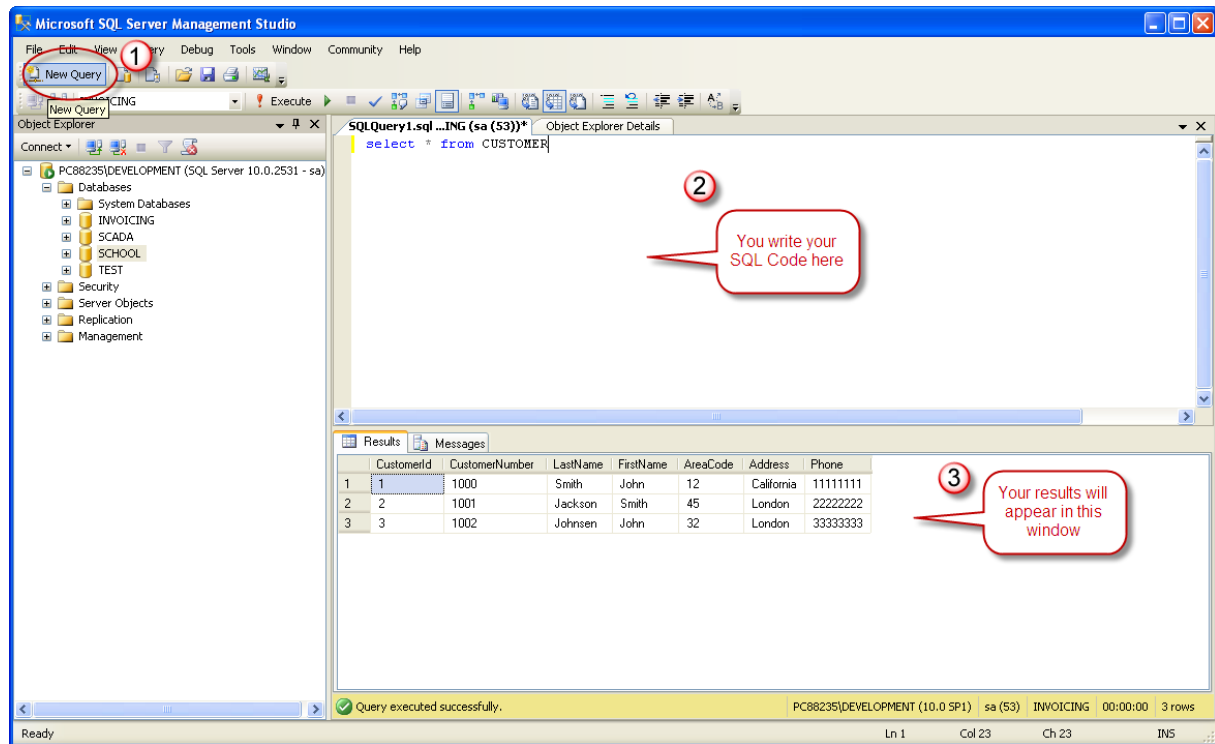 Microsoft SQL Server Management Studio
File Edit View Debug Tools Window Community Help
1
New Query
Execute
New Query
Object Explorer
SQLQuery1.sql ...ING (sa (53))* Object Explorer Details
Connect
select * from CUSTOMER
PC88235\DEVELOPMENT (SQL Server 10.0.2531 - sa)
Databases
System Databases
INVOICING
SCADA
SCHOOL
TEST
Security
Server Objects
Replication
Management
2
You write your
SQL Code here
Results Messages
CustomerId CustomerNumber LastName FirstName AreaCode Address Phone
1 1 1000 Smith John 12 California 11111111
2 2 1001 Jackson Smith 45 London 22222222
3 3 1002 Johnsen John 32 London 33333333
3
Your results will
appear in this
window
Query executed successfully. PC88235\DEVELOPMENT (10.0 SP1) sa (53) INVOICING 00:00:00 3 rows
Ready Ln 1 Col 23 Ch 23 INS